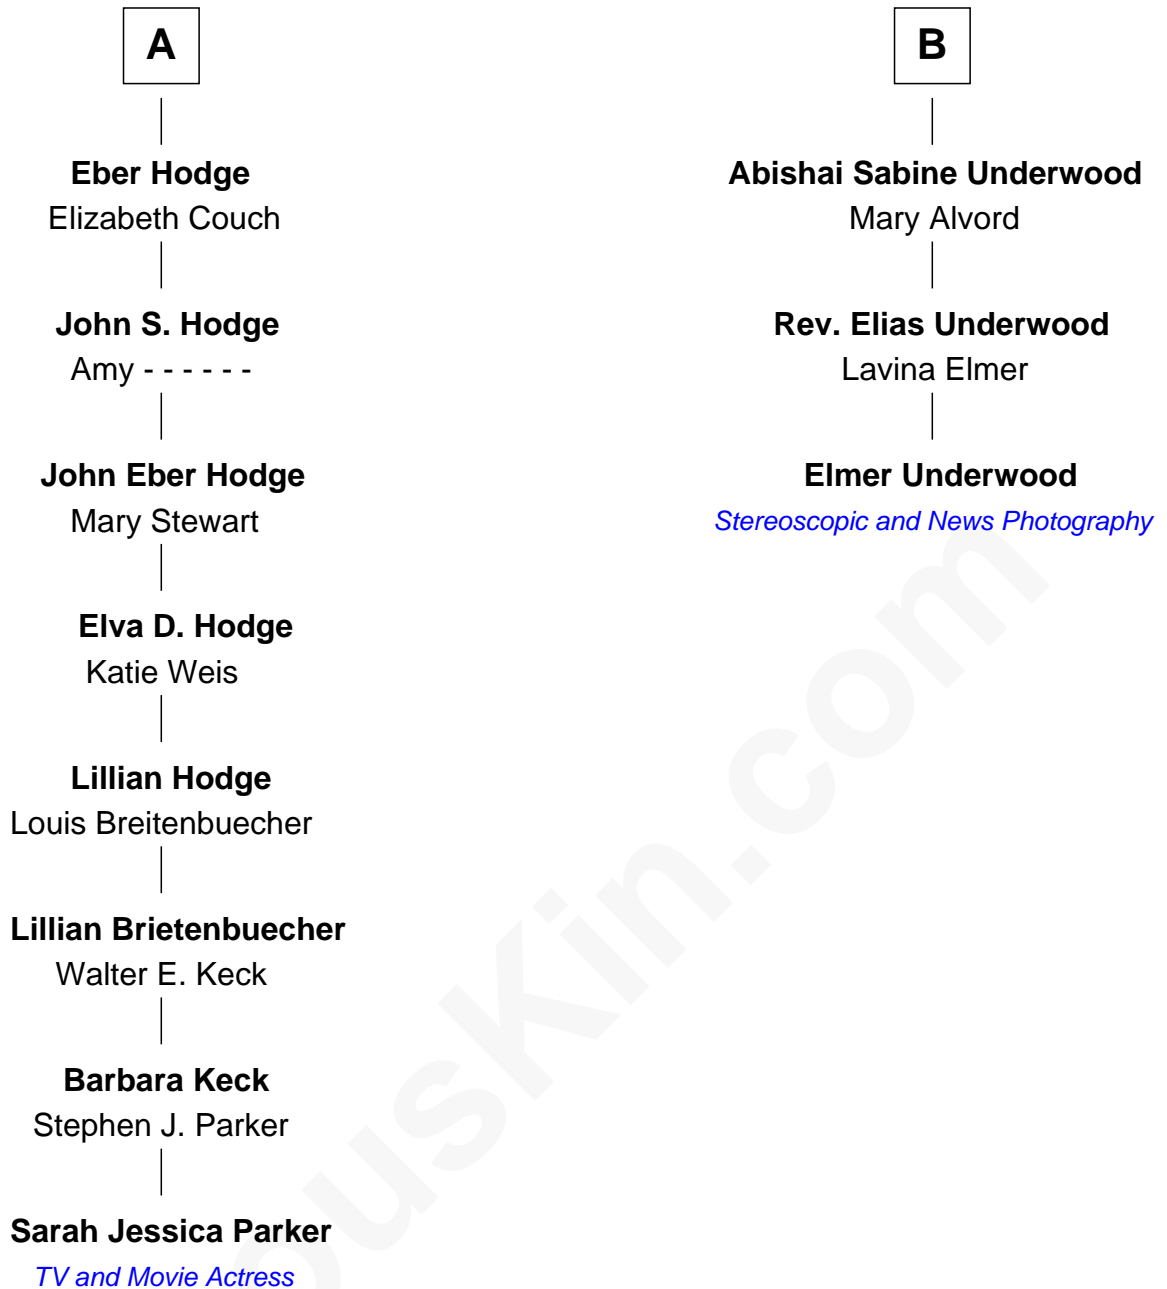 A
Eber Hodge
Elizabeth Couch
John S. Hodge
Amy - - - - - -
John Eber Hodge
Mary Stewart
Elva D. Hodge
Katie Weis
Lillian Hodge
Louis Breitenbuecher
Lillian Brietenbuecher
Walter E. Keck
Barbara Keck
Stephen J. Parker
Sarah Jessica Parker
TV and Movie Actress
B
Abishai Sabine Underwood
Mary Alvord
Rev. Elias Underwood
Lavina Elmer
Elmer Underwood
Stereoscopic and News Photography
ouskin.com